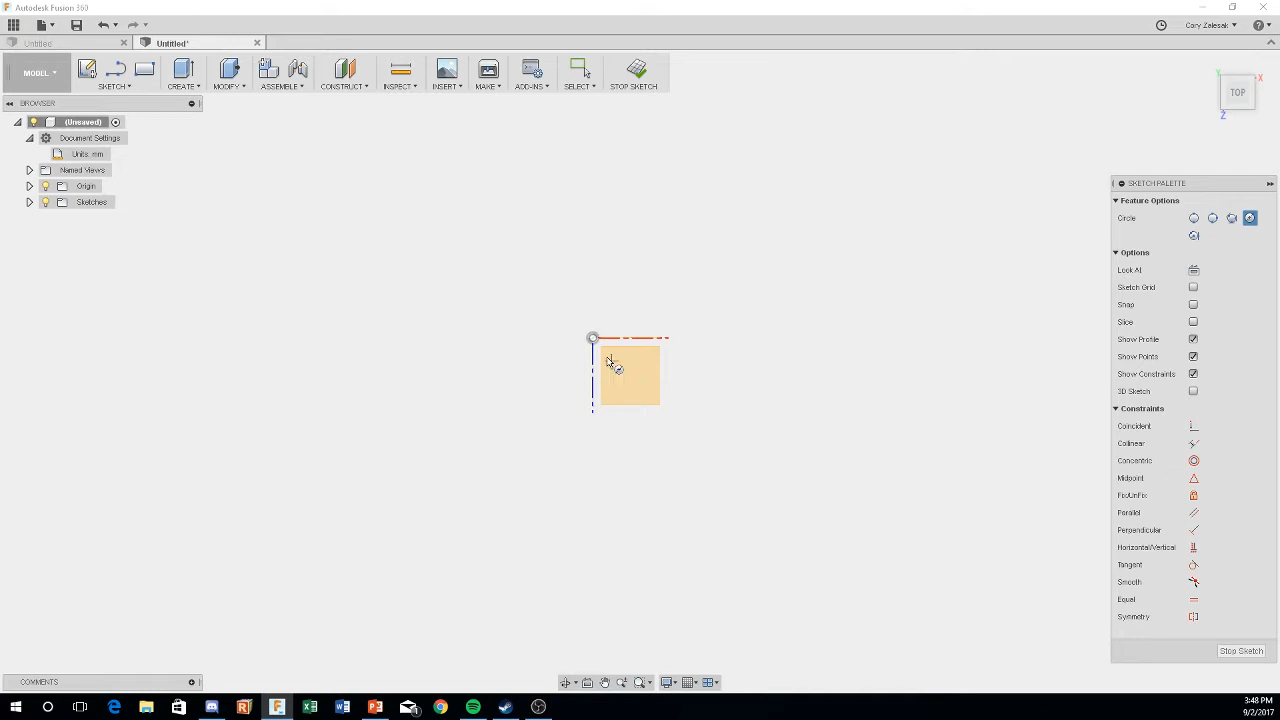 Autodesk Fusion 360
Cory Zalesak
Untitled
Untitled*
MODEL
SKETCH
CREATE
MODIFY
ASSEMBLE
CONSTRUCT
INSPECT
INSERT
MAKE
ADD-INS
SELECT
STOP SKETCH
BROWSER
(Unsaved)
Document Settings
Units: mm
Named Views
Origin
Sketches
X
Y
TOP
Z
SKETCH PALETTE
Feature Options
Circle
Options
Look At
Sketch Grid
Snap
Slice
Show Profile
Show Points
Show Constraints
3D Sketch
Constraints
Coincident
Collinear
Concentric
Midpoint
Fix/UnFix
Parallel
Perpendicular
Horizontal/Vertical
Tangent
Smooth
Equal
Symmetry
Stop Sketch
COMMENTS
3:48 PM
9/2/2017